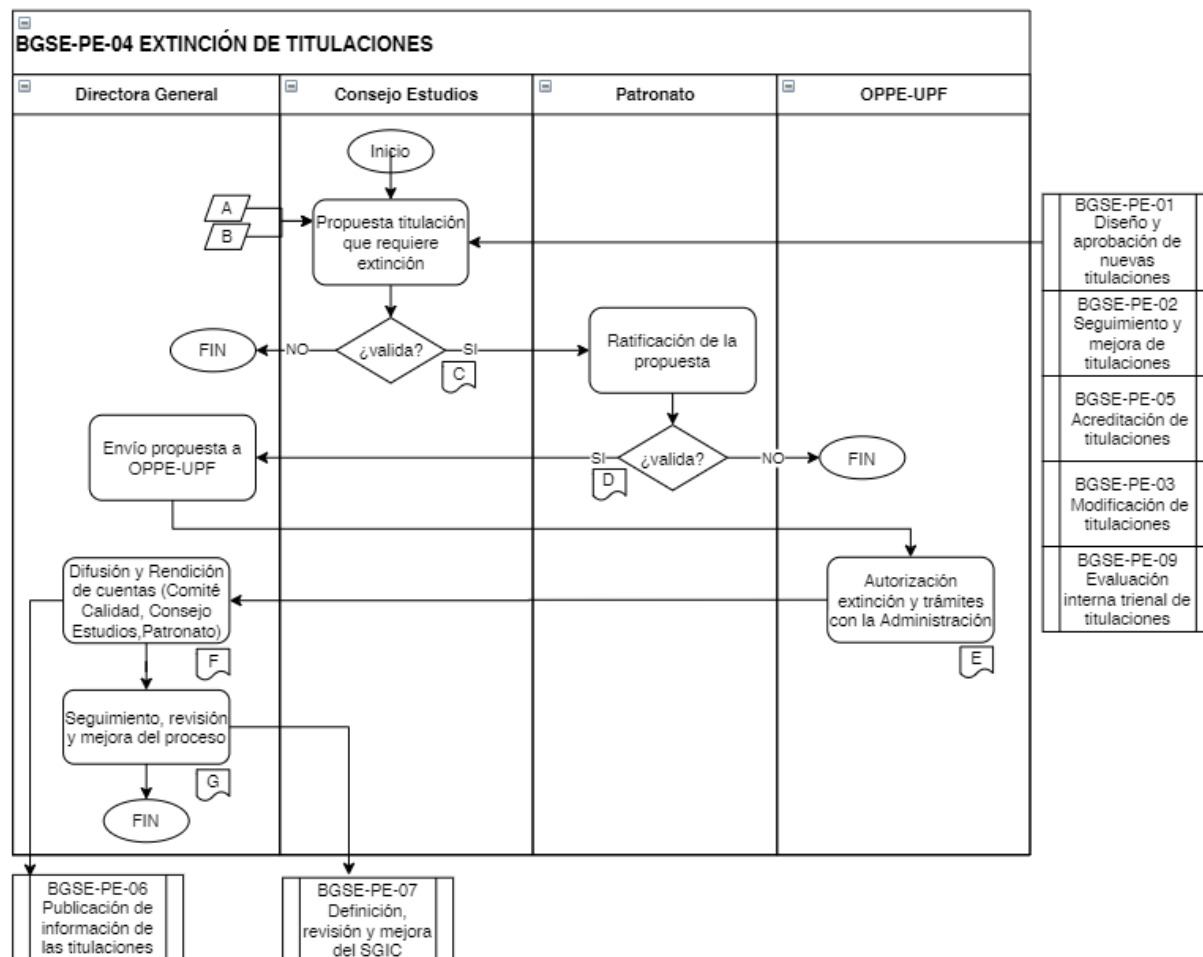 BGSE-PE-04 EXTINCIÓN DE TITULACIONES
Directora General
Consejo Estudios
Patronato
OPPE-UPF
Inicio
A
B
Propuesta titulación
que requiere
extinción
BGSE-PE-01
Diseño y
aprobación de
nuevas
titulaciones
BGSE-PE-02
Seguimiento y
mejora de
titulaciones
BGSE-PE-05
Acreditación de
titulaciones
BGSE-PE-03
Modificación de
titulaciones
BGSE-PE-09
Evaluación
interna trienal de
titulaciones
FIN
NO
¿valida?
SI
C
Ratificación de la
propuesta
Envío propuesta a
OPPE-UPF
SI
D
¿valida?
NO
FIN
Difusión y Rendición
de cuentas (Comité
Calidad, Consejo
Estudios,Patronato)
F
Autorización
extinción y trámites
con la Administración
E
Seguimiento, revisión
y mejora del proceso
G
FIN
BGSE-PE-06
Publicación de
información de
las titulaciones
BGSE-PE-07
Definición,
revisión y mejora
del SGIC